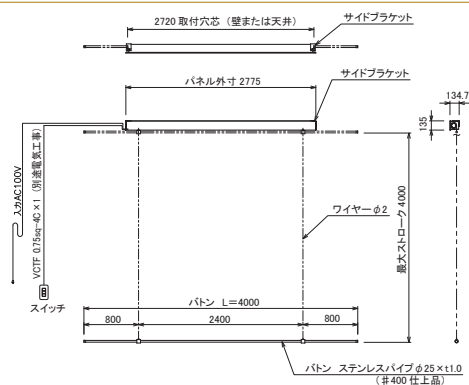 2720 取付穴芯 (壁または天井)
サイドブラケット
パネル外寸 2775
サイドブラケット
134.7
135
入力AC100V
VCTF 0.75sq-4C×1 (別途電気工事)
スイッチ
ワイヤーφ2
最大ストローク 4000
バトン L=4000
800
2400
800
バトン ステンレスパイプφ25×t1.0
(♯400 仕上品)